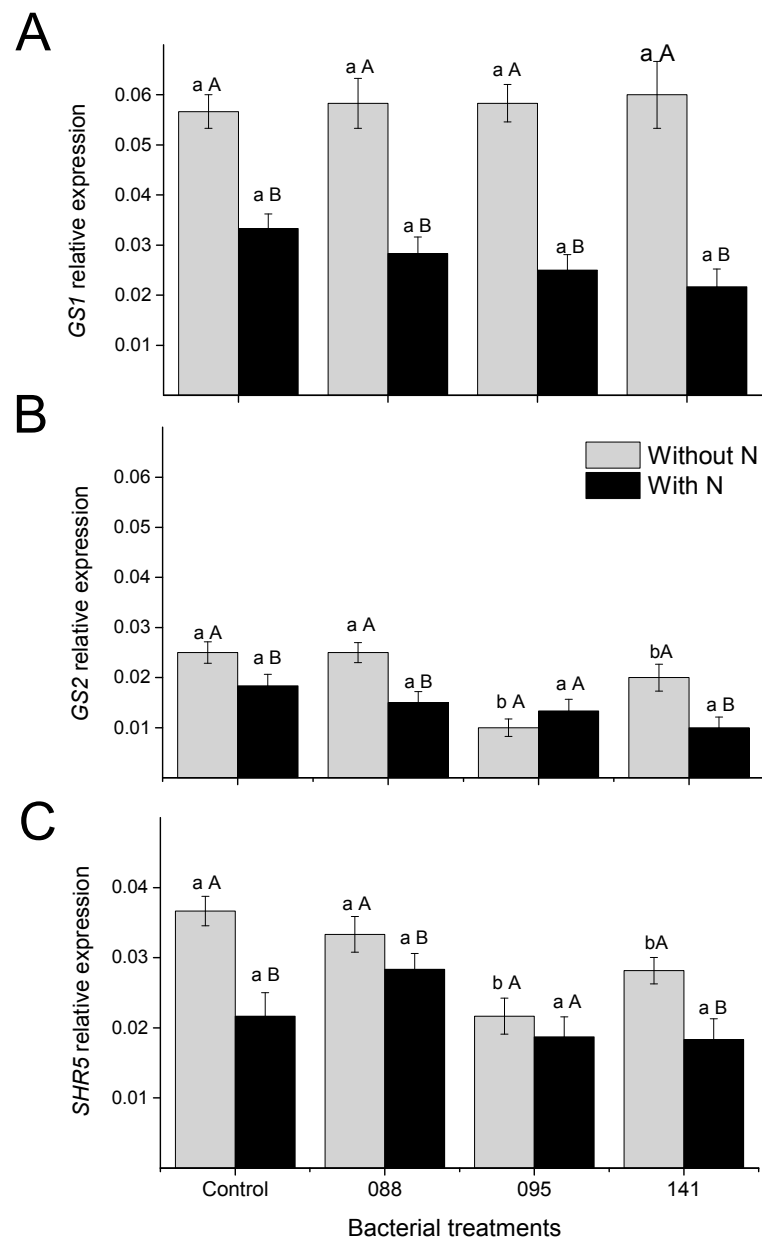 A
GS1 relative expression
0.06
0.05
0.04
0.03
0.02
0.01
a A
a B
a A
a B
a A
a B
a A
a B
B
GS2 relative expression
0.06
0.05
0.04
0.03
0.02
0.01
Without N
With N
a A
a B
a A
a B
b A
a A
bA
a B
C
SHR5 relative expression
0.04
0.03
0.02
0.01
a A
a B
a A
a B
b A
a A
bA
a B
Control 088 095 141
Bacterial treatments